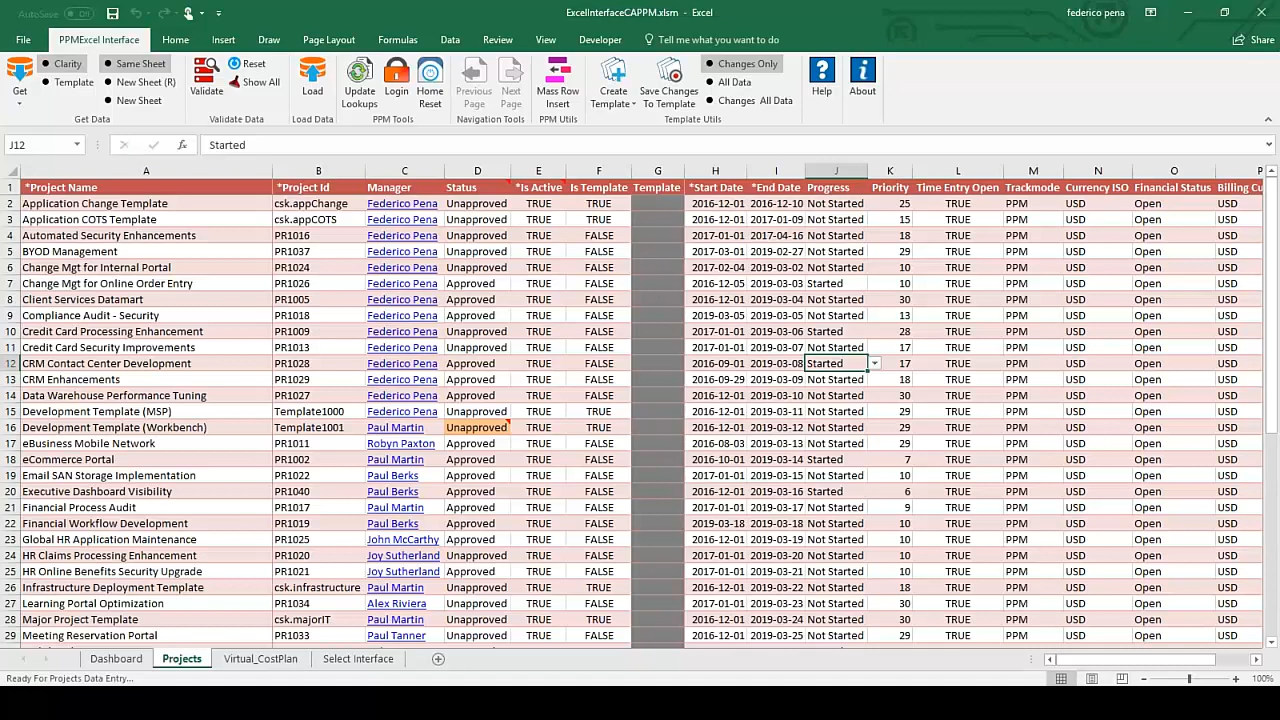 AutoSave Off ExcelInterfaceCAPPM.xlsm - Excel federico pena
File PPMExcel Interface Home Insert Draw Page Layout Formulas Data Review View Developer Tell me what you want to do Share
Clarity Same Sheet Reset Changes Only
Template New Sheet (R) Show All All Data
New Sheet Changes All Data
Get Validate Load Update Lookups Login Home Reset Previous Page Next Page Mass Row Insert Create Template Save Changes To Template Help About
Get Data Validate Data Load Data PPM Tools Navigation Tools PPM Utils Template Utils
J12 fx Started
A B C D E F G H I J K L M N O P
1 *Project Name *Project Id Manager Status *Is Active Is Template Template *Start Date *End Date Progress Priority Time Entry Open Trackmode Currency ISO Financial Status Billing Cu
2 Application Change Template csk.appChange Federico Pena Unapproved TRUE TRUE 2016-12-01 2016-12-10 Not Started 25 TRUE PPM USD Open USD
3 Application COTS Template csk.appCOTS Federico Pena Unapproved TRUE TRUE 2016-12-01 2017-01-09 Not Started 15 TRUE PPM USD Open USD
4 Automated Security Enhancements PR1016 Federico Pena Unapproved TRUE FALSE 2017-03-01 2017-04-16 Not Started 18 TRUE PPM USD Open USD
5 BYOD Management PR1037 Federico Pena Unapproved TRUE FALSE 2017-01-01 2019-02-27 Not Started 29 TRUE PPM USD Open USD
6 Change Mgt for Internal Portal PR1024 Federico Pena Unapproved TRUE FALSE 2017-02-04 2019-03-02 Not Started 10 TRUE PPM USD Open USD
7 Change Mgt for Online Order Entry PR1026 Federico Pena Approved TRUE FALSE 2016-12-05 2019-03-03 Started 10 TRUE PPM USD Open USD
8 Client Services Datamart PR1005 Federico Pena Approved TRUE FALSE 2016-12-01 2019-03-04 Not Started 30 TRUE PPM USD Open USD
9 Compliance Audit - Security PR1018 Federico Pena Approved TRUE FALSE 2019-03-05 2019-03-05 Not Started 13 TRUE PPM USD Open USD
10 Credit Card Processing Enhancement PR1009 Federico Pena Unapproved TRUE FALSE 2017-01-01 2019-03-06 Started 28 TRUE PPM USD Open USD
11 Credit Card Security Improvements PR1013 Federico Pena Unapproved TRUE FALSE 2017-01-01 2019-03-07 Not Started 17 TRUE PPM USD Open USD
12 CRM Contact Center Development PR1028 Federico Pena Approved TRUE FALSE 2016-09-01 2019-03-08 Started 17 TRUE PPM USD Open USD
13 CRM Enhancements PR1029 Federico Pena Approved TRUE FALSE 2016-09-29 2019-03-09 Not Started 18 TRUE PPM USD Open USD
14 Data Warehouse Performance Tuning PR1027 Federico Pena Approved TRUE FALSE 2016-12-01 2019-03-10 Not Started 30 TRUE PPM USD Open USD
15 Development Template (MSP) Template1000 Federico Pena Unapproved TRUE TRUE 2016-12-01 2019-03-11 Not Started 29 TRUE PPM USD Open USD
16 Development Template (Workbench) Template1001 Paul Martin Unapproved TRUE TRUE 2016-12-01 2019-03-12 Not Started 29 TRUE PPM USD Open USD
17 eBusiness Mobile Network PR1011 Robyn Paxton Approved TRUE FALSE 2016-08-03 2019-03-13 Not Started 29 TRUE PPM USD Open USD
18 eCommerce Portal PR1002 Paul Martin Approved TRUE FALSE 2016-10-01 2019-03-14 Started 7 TRUE PPM USD Open USD
19 Email SAN Storage Implementation PR1022 Paul Berks Approved TRUE FALSE 2017-01-01 2019-03-15 Not Started 10 TRUE PPM USD Open USD
20 Executive Dashboard Visibility PR1040 Paul Berks Approved TRUE FALSE 2016-12-01 2019-03-16 Started 6 TRUE PPM USD Open USD
21 Financial Process Audit PR1017 Paul Martin Approved TRUE FALSE 2016-12-01 2019-03-17 Not Started 9 TRUE PPM USD Open USD
22 Financial Workflow Development PR1019 Paul Berks Approved TRUE FALSE 2019-03-18 2019-03-18 Not Started 10 TRUE PPM USD Open USD
23 Global HR Application Maintenance PR1025 John McCarthy Approved TRUE FALSE 2016-12-01 2019-03-19 Not Started 10 TRUE PPM USD Open USD
24 HR Claims Processing Enhancement PR1020 Joy Sutherland Unapproved TRUE FALSE 2016-12-01 2019-03-20 Not Started 10 TRUE PPM USD Open USD
25 HR Online Benefits Security Upgrade PR1021 Joy Sutherland Approved TRUE FALSE 2017-01-01 2019-03-21 Not Started 10 TRUE PPM USD Open USD
26 Infrastructure Deployment Template csk.infrastructure Paul Martin Unapproved TRUE TRUE 2016-12-01 2019-03-22 Not Started 18 TRUE PPM USD Open USD
27 Learning Portal Optimization PR1034 Alex Riviera Unapproved TRUE FALSE 2017-01-01 2019-03-23 Not Started 30 TRUE PPM USD Open USD
28 Major Project Template csk.majorIT Paul Martin Unapproved TRUE TRUE 2016-12-01 2019-03-24 Not Started 30 TRUE PPM USD Open USD
29 Meeting Reservation Portal PR1033 Paul Tanner Unapproved TRUE FALSE 2016-12-01 2019-03-25 Not Started 29 TRUE PPM USD Open USD
Dashboard Projects Virtual_CostPlan Select Interface
Ready For Projects Data Entry... 100%